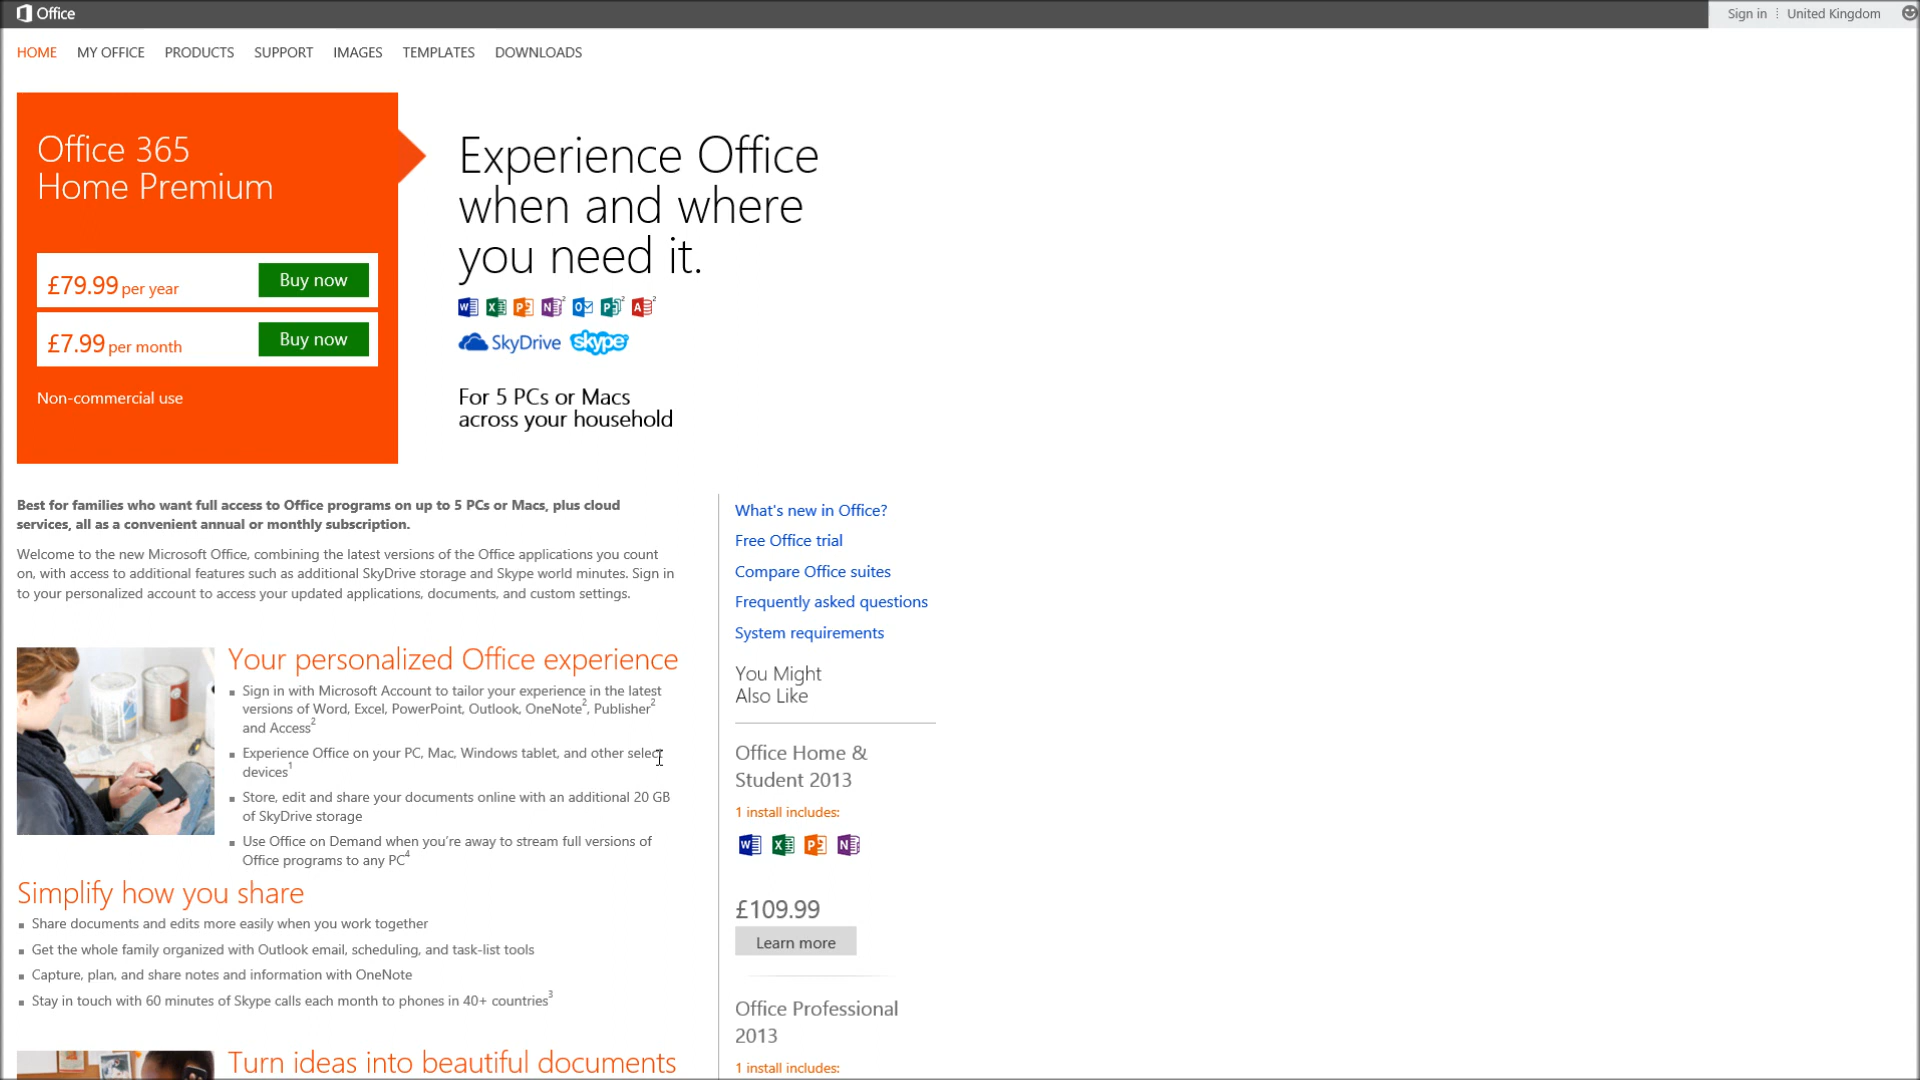 Office
Sign in
United Kingdom
HOME MY OFFICE PRODUCTS SUPPORT IMAGES TEMPLATES DOWNLOADS
Office 365
Home Premium
£79.99 per year
Buy now
£7.99 per month
Buy now
Non-commercial use
Experience Office
when and where
you need it.
SkyDrive skype
For 5 PCs or Macs
across your household
Best for families who want full access to Office programs on up to 5 PCs or Macs, plus cloud
services, all as a convenient annual or monthly subscription.
Welcome to the new Microsoft Office, combining the latest versions of the Office applications you count
on, with access to additional features such as additional SkyDrive storage and Skype world minutes. Sign in
to your personalized account to access your updated applications, documents, and custom settings.
Your personalized Office experience
Sign in with Microsoft Account to tailor your experience in the latest
versions of Word, Excel, PowerPoint, Outlook, OneNote², Publisher²
and Access²
Experience Office on your PC, Mac, Windows tablet, and other select
devices¹
Store, edit and share your documents online with an additional 20 GB
of SkyDrive storage
Use Office on Demand when you're away to stream full versions of
Office programs to any PC⁴
Simplify how you share
Share documents and edits more easily when you work together
Get the whole family organized with Outlook email, scheduling, and task-list tools
Capture, plan, and share notes and information with OneNote
Stay in touch with 60 minutes of Skype calls each month to phones in 40+ countries³
Turn ideas into beautiful documents
What's new in Office?
Free Office trial
Compare Office suites
Frequently asked questions
System requirements
You Might
Also Like
Office Home &
Student 2013
1 install includes:
£109.99
Learn more
Office Professional
2013
1 install includes: